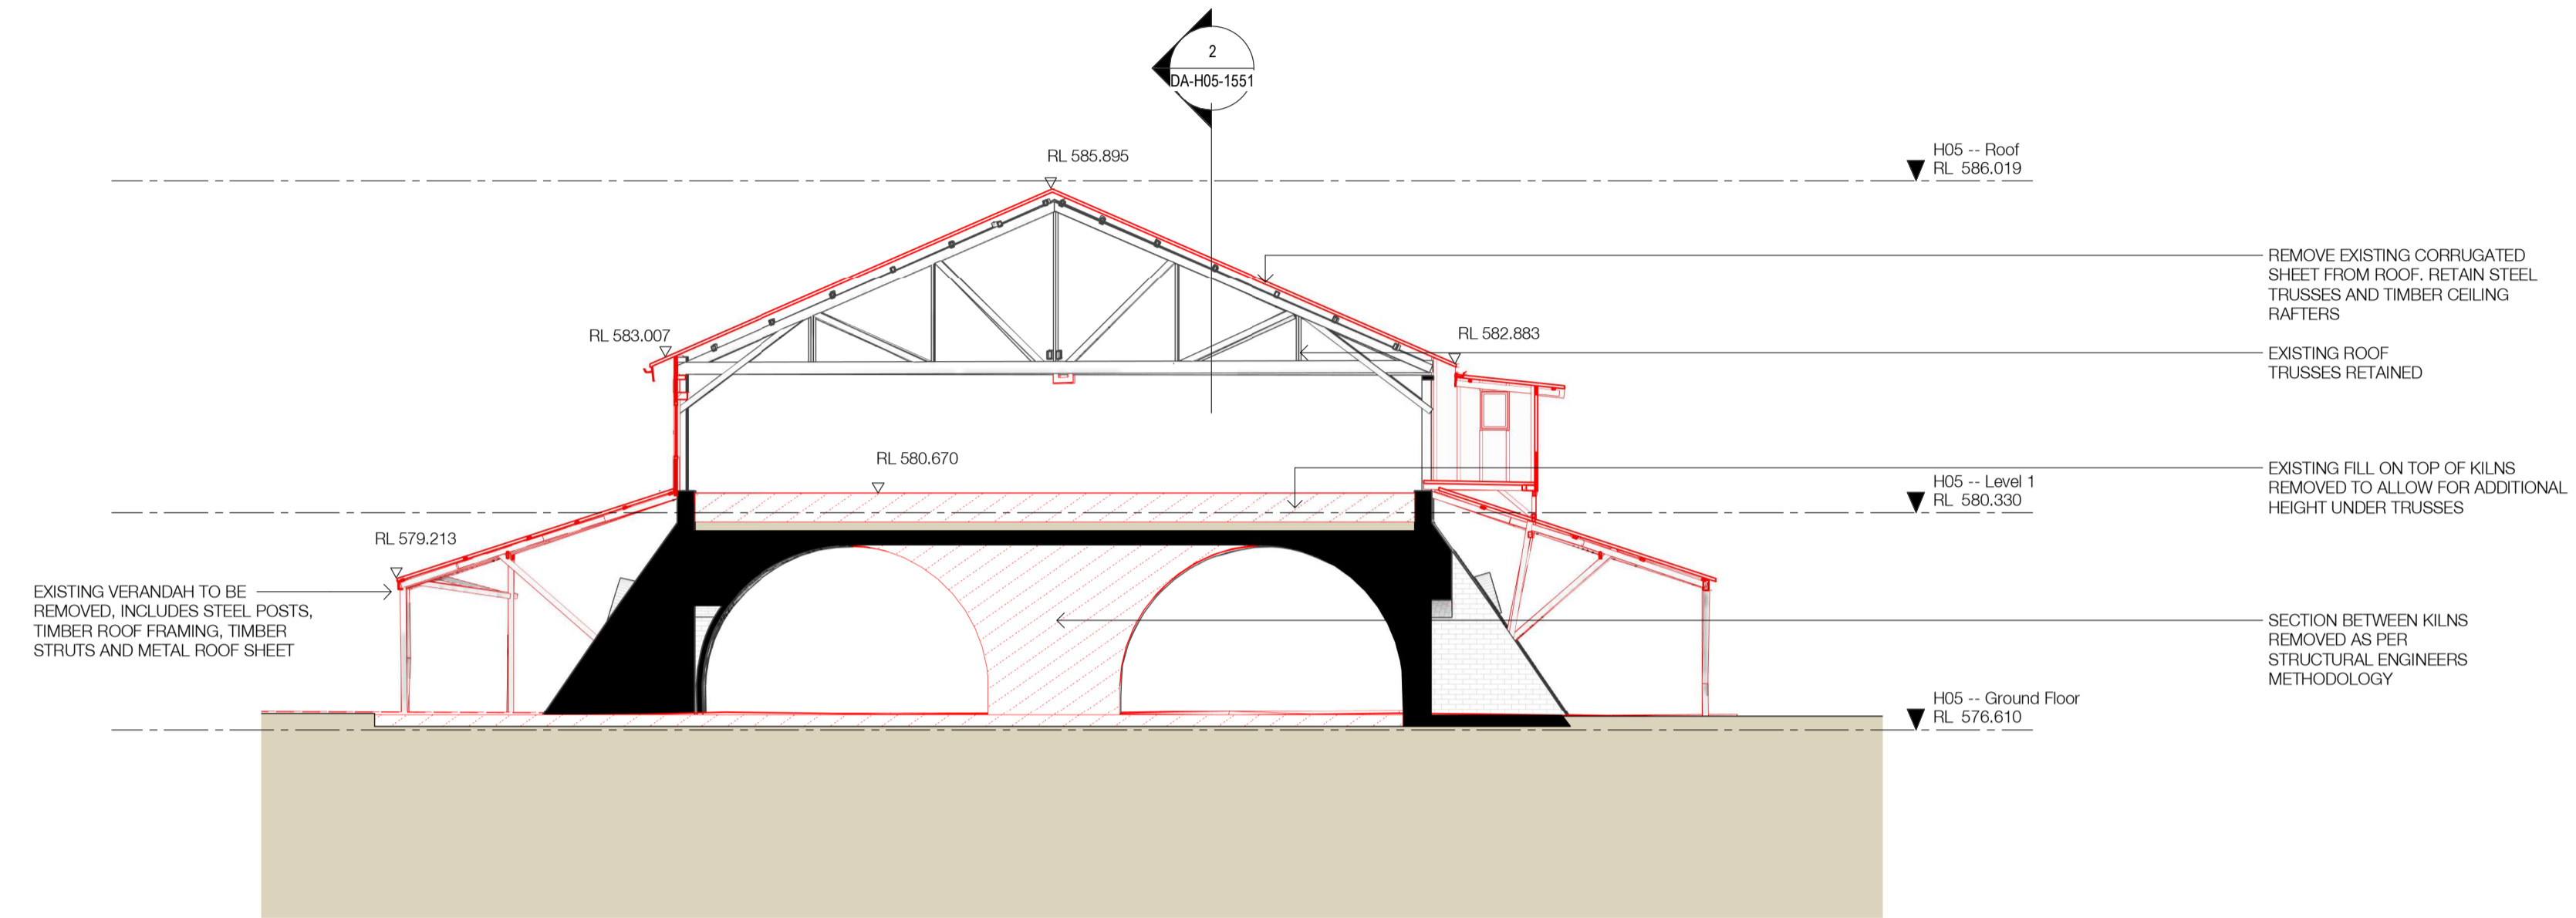 2
DA-H05-1551
RL 585.895
H05 -- Roof
RL 586.019
REMOVE EXISTING CORRUGATED
SHEET FROM ROOF. RETAIN STEEL
TRUSSES AND TIMBER CEILING
RAFTERS
RL 583.007
RL 582.883
EXISTING ROOF
TRUSSES RETAINED
RL 580.670
EXISTING FILL ON TOP OF KILNS
REMOVED TO ALLOW FOR ADDITIONAL
HEIGHT UNDER TRUSSES
H05 -- Level 1
RL 580.330
RL 579.213
EXISTING VERANDAH TO BE
REMOVED, INCLUDES STEEL POSTS,
TIMBER ROOF FRAMING, TIMBER
STRUTS AND METAL ROOF SHEET
SECTION BETWEEN KILNS
REMOVED AS PER
STRUCTURAL ENGINEERS
METHODOLOGY
H05 -- Ground Floor
RL 576.610